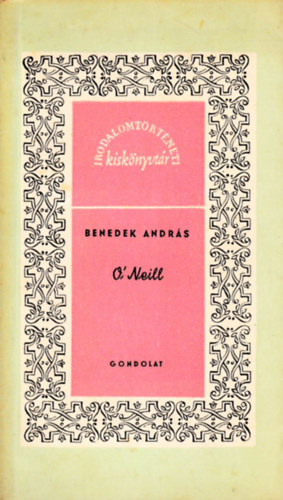 IRODALOMTÖRTÉNETI
kiskönyvtár
BENEDEK ANDRÁS
O'Neill
GONDOLAT